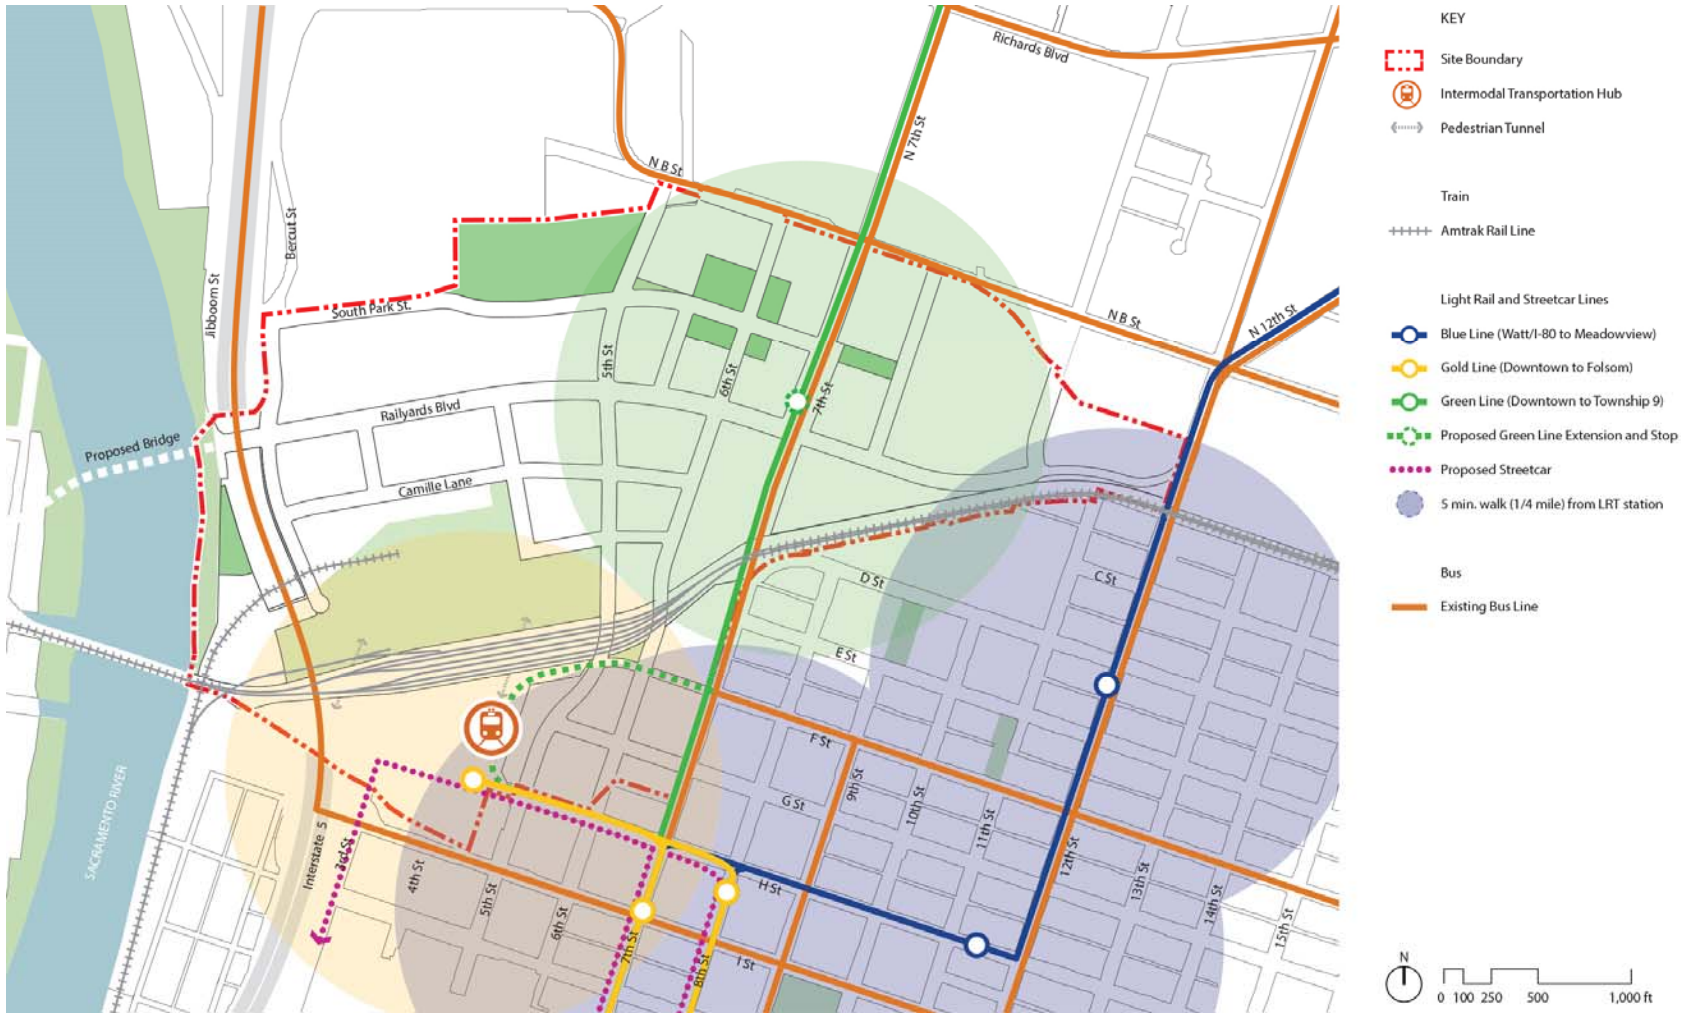 Richards Blvd
N 7th St
N B St
Bercut St
Jibboom St
South Park St.
N B St
N 12th St
5th St
6th St
7th St
Railyards Blvd
Proposed Bridge
Camille Lane
D St
C St
E St
F St
SACRAMENTO RIVER
Interstate 5
3rd St
4th St
5th St
6th St
7th St
8th St
G St
H St
I St
9th St
10th St
11th St
12th St
13th St
14th St
15th St
KEY
Site Boundary
Intermodal Transportation Hub
Pedestrian Tunnel
Train
Amtrak Rail Line
Light Rail and Streetcar Lines
Blue Line (Watt/I-80 to Meadowview)
Gold Line (Downtown to Folsom)
Green Line (Downtown to Township 9)
Proposed Green Line Extension and Stop
Proposed Streetcar
5 min. walk (1/4 mile) from LRT station
Bus
Existing Bus Line
N
0 100 250 500 1,000 ft